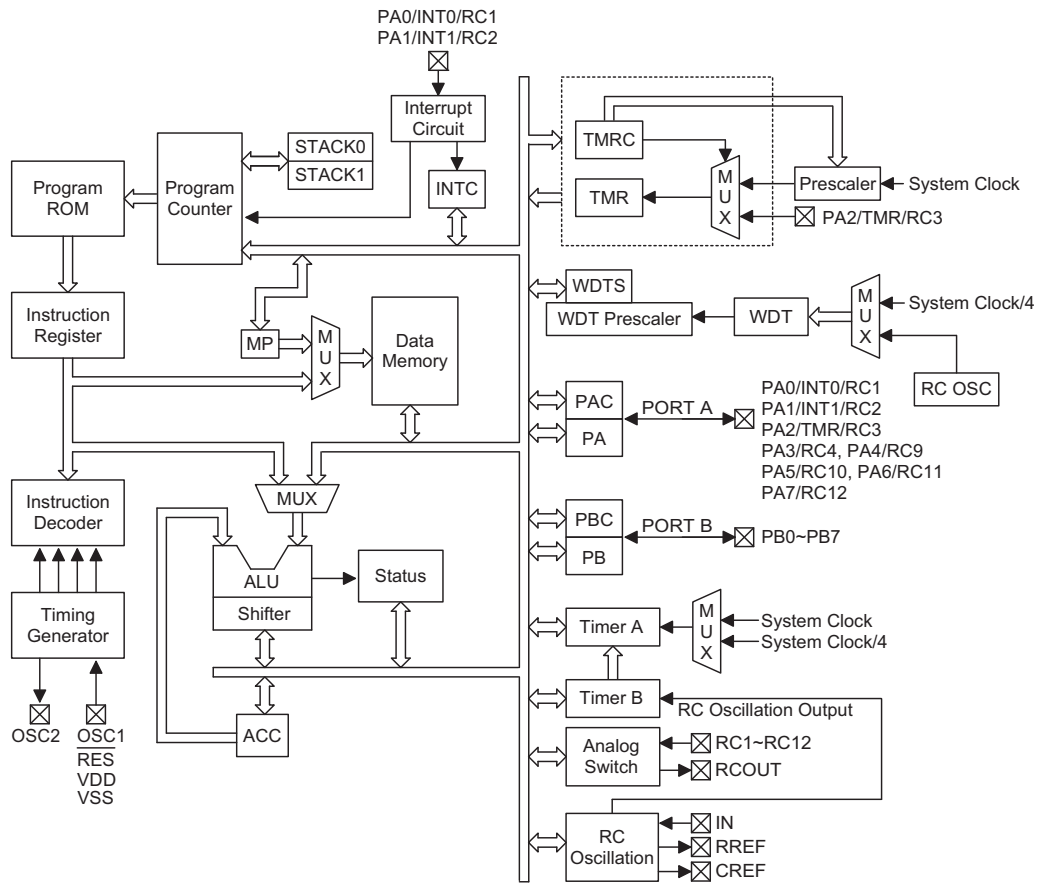 PA0/INT0/RC1
PA1/INT1/RC2
Interrupt
Circuit
INTC
STACK0
STACK1
Program
ROM
Program
Counter
Instruction
Register
MP
M
U
X
Data
Memory
MUX
Instruction
Decoder
ALU
Shifter
Status
Timing
Generator
ACC
OSC2
OSC1
RES
VDD
VSS
TMRC
TMR
M
U
X
Prescaler
System Clock
PA2/TMR/RC3
WDTS
WDT Prescaler
WDT
M
U
X
System Clock/4
RC OSC
PAC
PA
PORT A
PA0/INT0/RC1
PA1/INT1/RC2
PA2/TMR/RC3
PA3/RC4, PA4/RC9
PA5/RC10, PA6/RC11
PA7/RC12
PBC
PB
PORT B
PB0~PB7
Timer A
M
U
X
System Clock
System Clock/4
Timer B
RC Oscillation Output
Analog
Switch
RC1~RC12
RCOUT
RC
Oscillation
IN
RREF
CREF